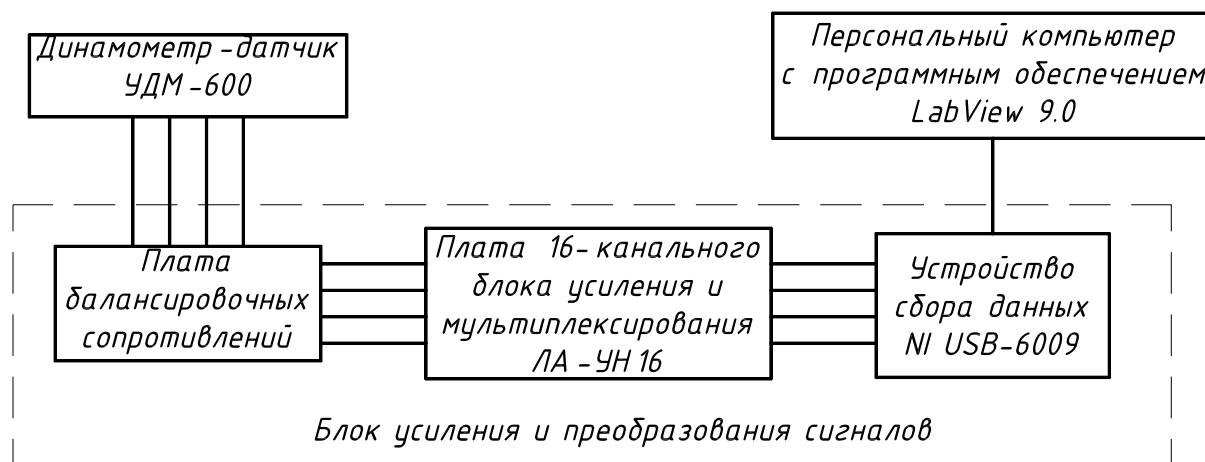 Динамометр-датчик
УДМ-600
Персональный компьютер
с программным обеспечением
LabView 9.0
Плата
балансировочных
сопротивлений
Плата 16-канального
блока усиления и
мультиплексирования
ЛА-УН 16
Устройство
сбора данных
NI USB-6009
Блок усиления и преобразования сигналов